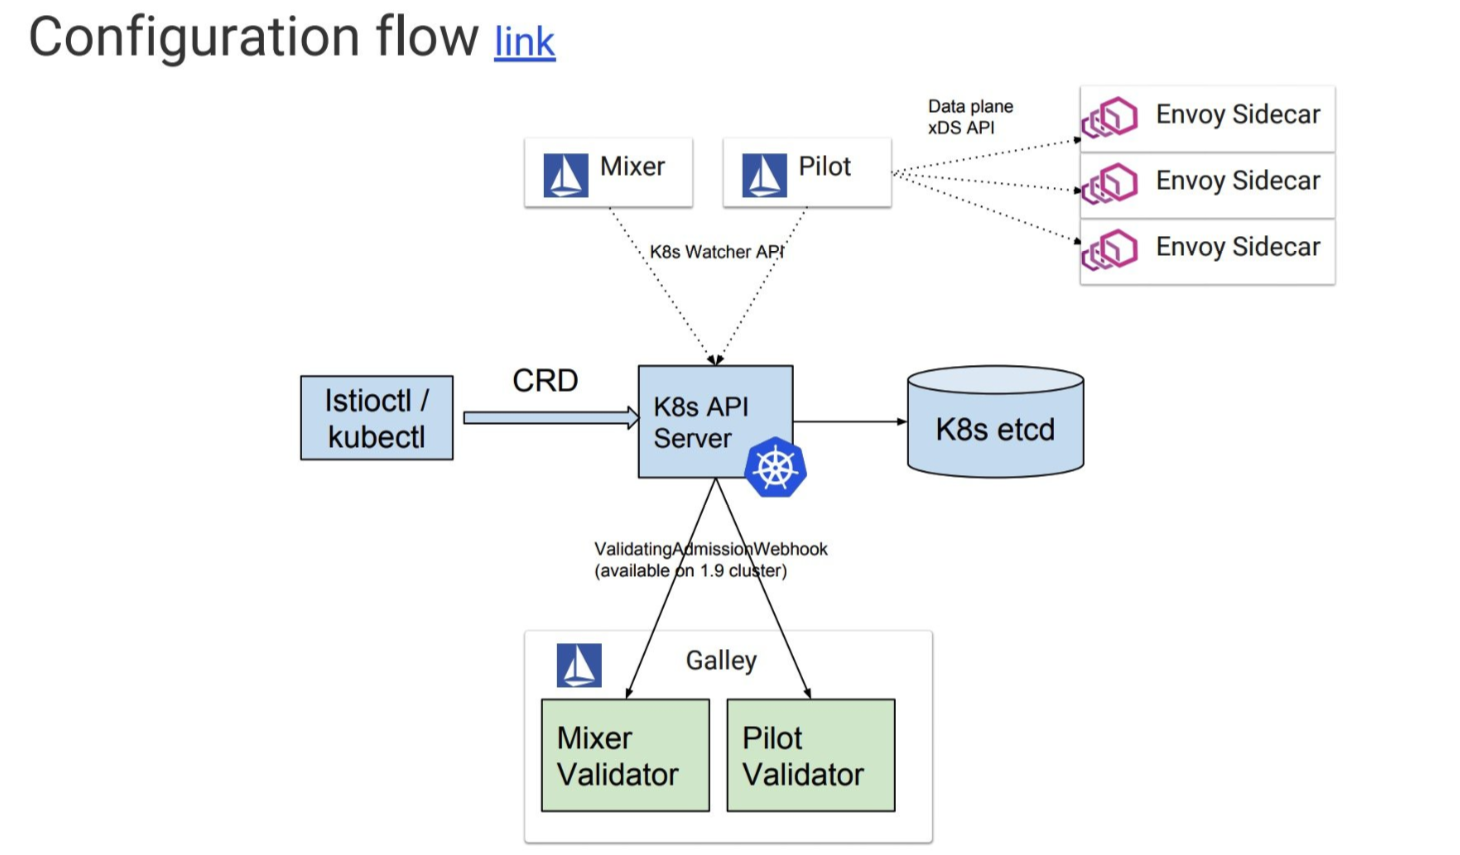 Configuration flow link
Data plane
xDS API
Envoy Sidecar
Envoy Sidecar
Envoy Sidecar
Mixer
Pilot
K8s Watcher API
Istioctl /
kubectl
CRD
K8s API
Server
K8s etcd
ValidatingAdmissionWebhook
(available on 1.9 cluster)
Galley
Mixer
Validator
Pilot
Validator